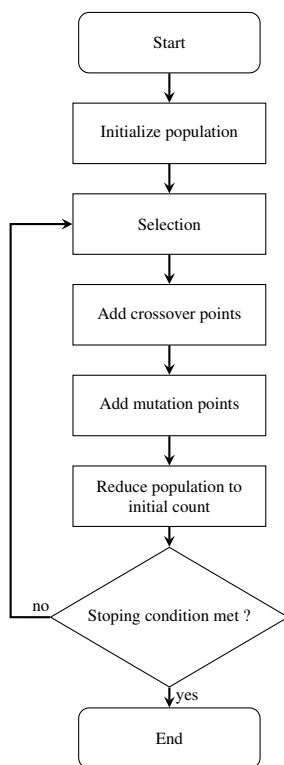 Start
Initialize population
Selection
Add crossover points
Add mutation points
Reduce population to
initial count
Stoping condition met ?
no
yes
End